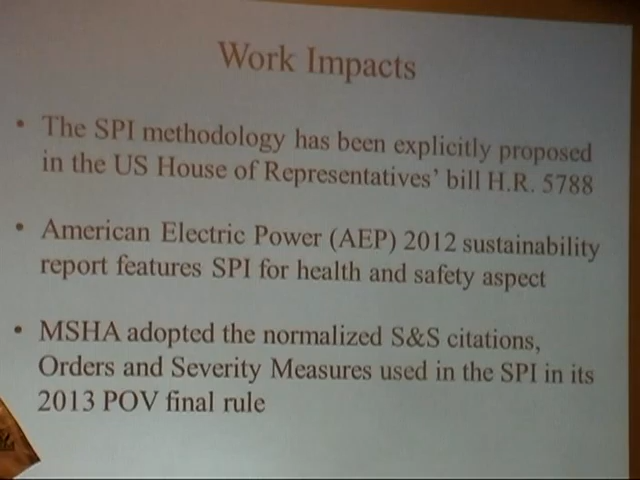 Work Impacts
• The SPI methodology has been explicitly proposed
in the US House of Representatives' bill H.R. 5788
• American Electric Power (AEP) 2012 sustainability
report features SPI for health and safety aspect
• MSHA adopted the normalized S&S citations,
Orders and Severity Measures used in the SPI in its
2013 POV final rule